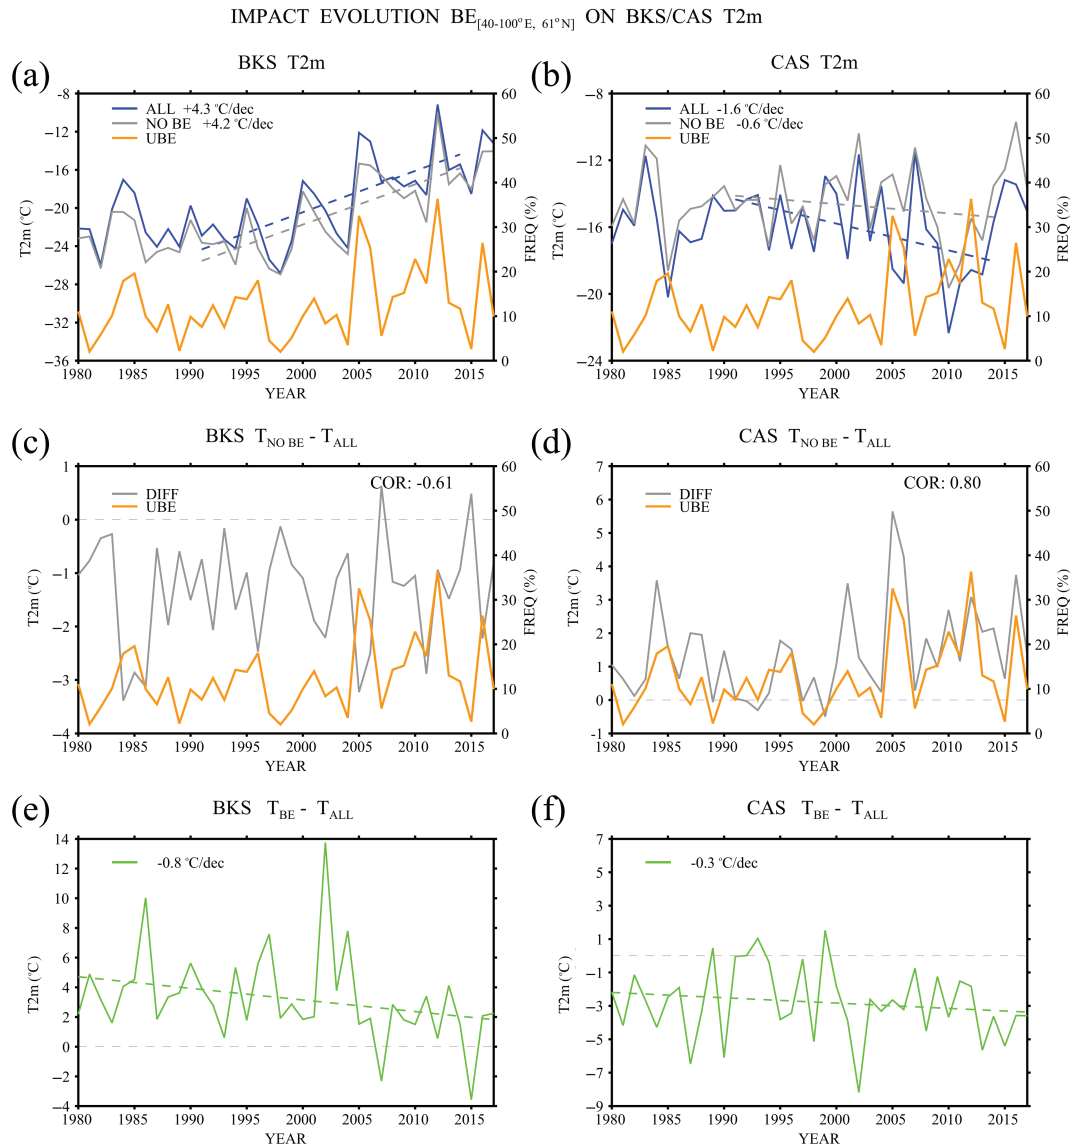 IMPACT EVOLUTION BE[40-100°E, 61°N] ON BKS/CAS T2m
(a) BKS T2m
ALL +4.3 °C/dec
NO BE +4.2 °C/dec
UBE
T2m (°C)
−8
−12
−16
−20
−24
−28
−32
−36
60
50
40
30
20
10
0
FREQ (%)
1980 1985 1990 1995 2000 2005 2010 2015
YEAR
(b) CAS T2m
ALL -1.6 °C/dec
NO BE -0.6 °C/dec
UBE
T2m (°C)
−8
−12
−16
−20
−24
60
50
40
30
20
10
0
FREQ (%)
1980 1985 1990 1995 2000 2005 2010 2015
YEAR
(c) BKS TNO BE - TALL
COR: -0.61
DIFF
UBE
T2m (°C)
1
0
−1
−2
−3
−4
60
50
40
30
20
10
0
FREQ (%)
1980 1985 1990 1995 2000 2005 2010 2015
YEAR
(d) CAS TNO BE - TALL
COR: 0.80
DIFF
UBE
T2m (°C)
7
6
5
4
3
2
1
0
-1
60
50
40
30
20
10
0
FREQ (%)
1980 1985 1990 1995 2000 2005 2010 2015
YEAR
(e) BKS TBE - TALL
-0.8 °C/dec
T2m (°C)
14
12
10
8
6
4
2
0
−2
−4
1980 1985 1990 1995 2000 2005 2010 2015
YEAR
(f) CAS TBE - TALL
-0.3 °C/dec
T2m (°C)
7
5
3
1
−1
−3
−5
−7
−9
1980 1985 1990 1995 2000 2005 2010 2015
YEAR